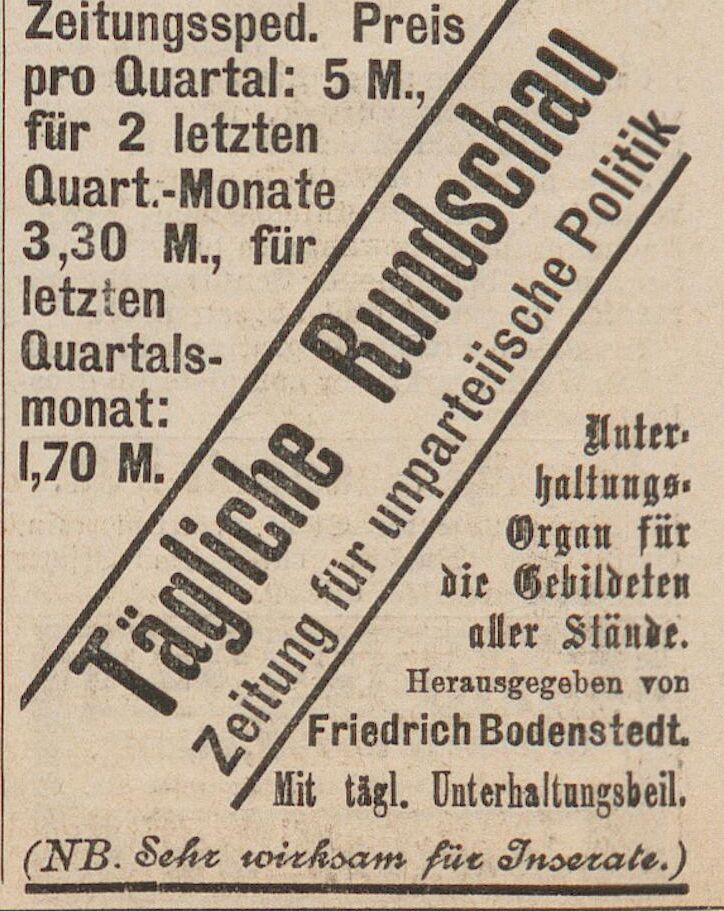 Zeitungssped. Preis
pro Quartal: 5 M.,
für 2 letzten
Quart.-Monate
3,30 M., für
letzten
Quartals-
monat:
1,70 M.
Tägliche Rundschau
Zeitung für unparteiische Politik
Unter-
haltungs-
Organ für
die Gebildeten
aller Stände.
Herausgegeben von
Friedrich Bodenstedt.
Mit tägl. Unterhaltungsbeil.
(NB. Sehr wirksam für Inserate.)